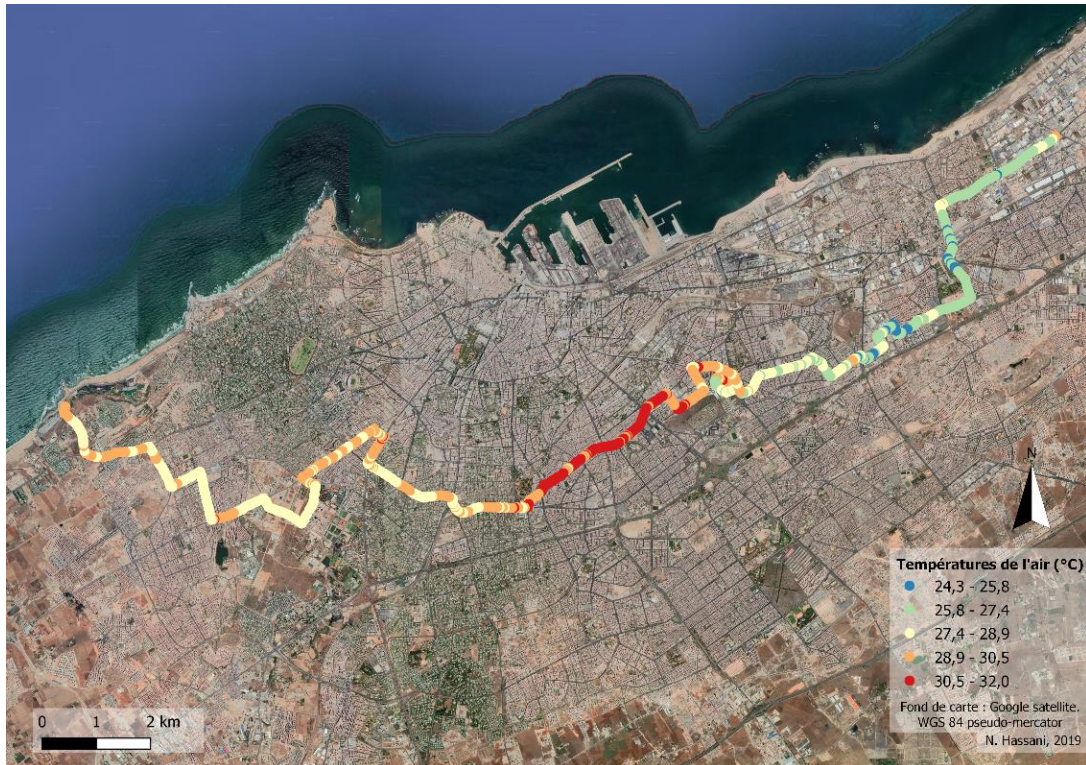 N
Températures de l'air (°C)
24,3 - 25,8
25,8 - 27,4
27,4 - 28,9
28,9 - 30,5
30,5 - 32,0
Fond de carte : Google satellite.
WGS 84 pseudo-mercator
N. Hassani, 2019
0 1 2 km